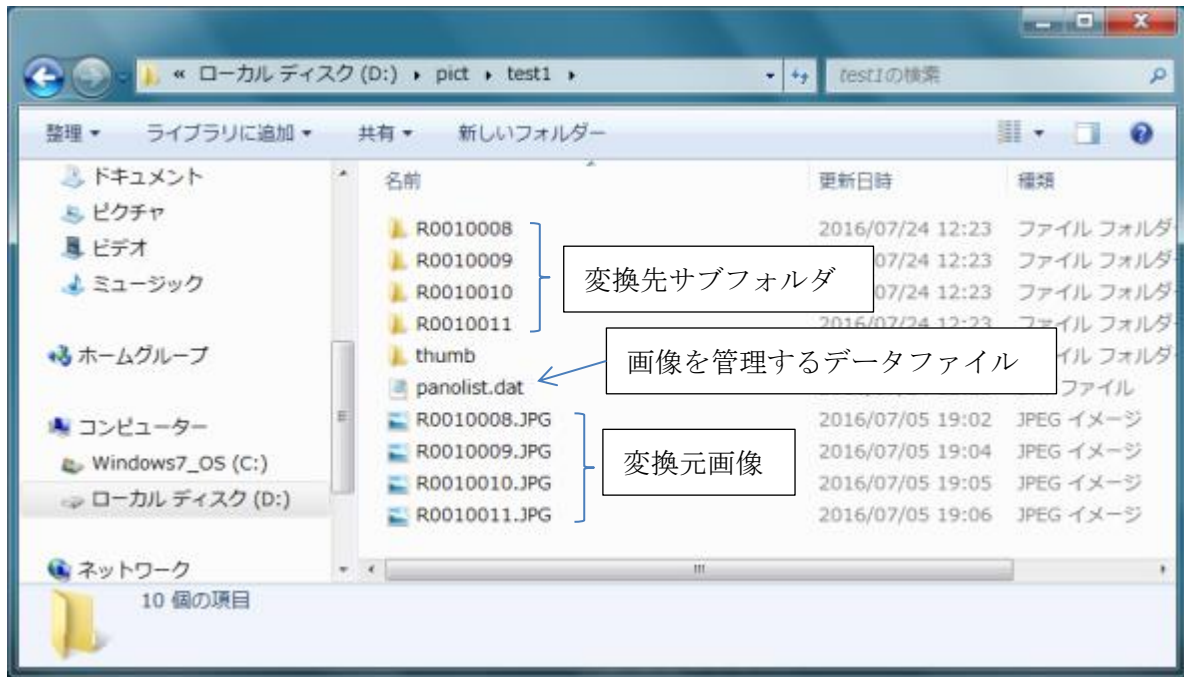 « ローカル ディスク (D:) ▸ pict ▸ test1 ▸
test1の検索
整理 ライブラリに追加 共有 新しいフォルダー
ドキュメント
ピクチャ
ビデオ
ミュージック
ホームグループ
コンピューター
Windows7_OS (C:)
ローカル ディスク (D:)
ネットワーク
名前 更新日時 種類
R0010008 2016/07/24 12:23 ファイル フォルダ
R0010009 07/24 12:23 ファイル フォルダ
R0010010 07/24 12:23 ファイル フォルダ
R0010011 2016/07/24 12:23 ファイル フォルダ
変換先サブフォルダ
thumb イル フォルダ
画像を管理するデータファイル
panolist.dat ファイル
R0010008.JPG 2016/07/05 19:02 JPEG イメージ
R0010009.JPG 2016/07/05 19:04 JPEG イメージ
変換元画像
R0010010.JPG 2016/07/05 19:05 JPEG イメージ
R0010011.JPG 2016/07/05 19:06 JPEG イメージ
10 個の項目